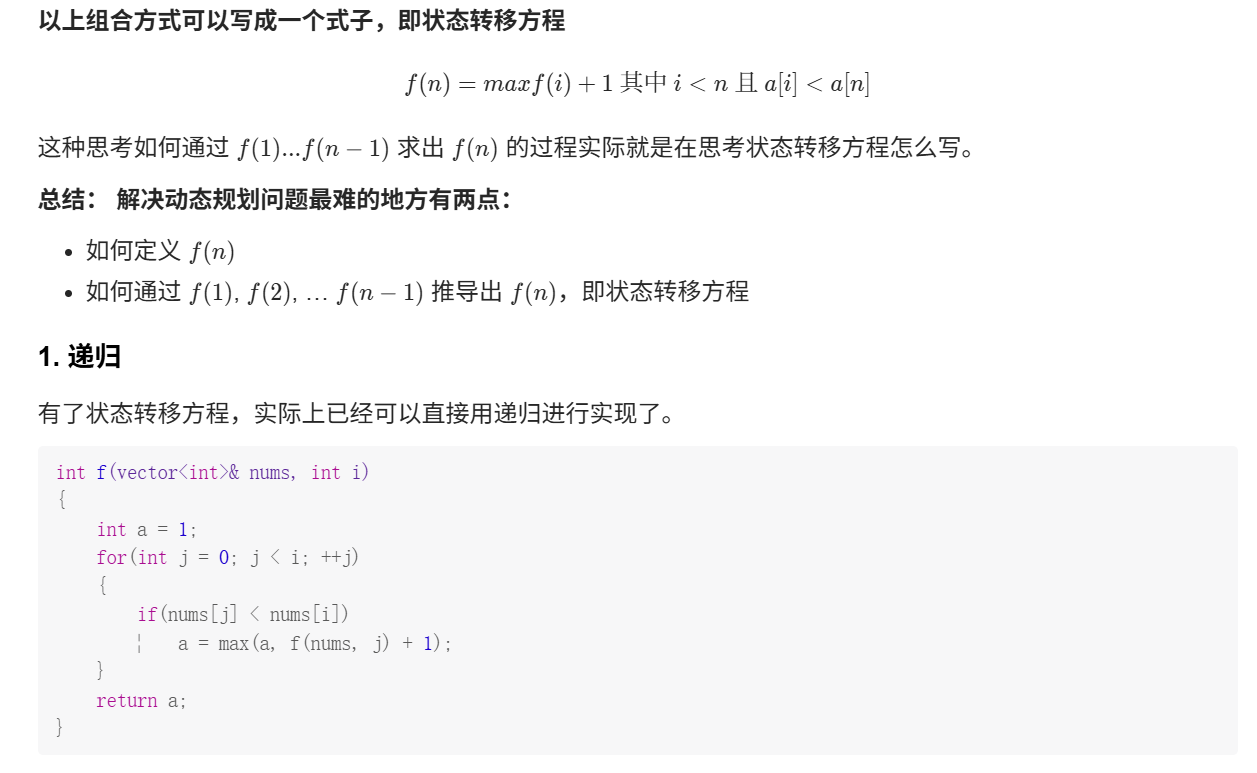 以上组合方式可以写成一个式子，即状态转移方程
f(n) = maxf(i) + 1 其中 i < n 且 a[i] < a[n]
这种思考如何通过 f(1)...f(n − 1) 求出 f(n) 的过程实际就是在思考状态转移方程怎么写。
总结： 解决动态规划问题最难的地方有两点：
• 如何定义 f(n)
• 如何通过 f(1), f(2), … f(n − 1) 推导出 f(n)，即状态转移方程
1. 递归
有了状态转移方程，实际上已经可以直接用递归进行实现了。
int f(vector<int>& nums, int i)
{
    int a = 1;
    for(int j = 0; j < i; ++j)
    {
        if(nums[j] < nums[i])
        ¦   a = max(a, f(nums, j) + 1);
    }
    return a;
}